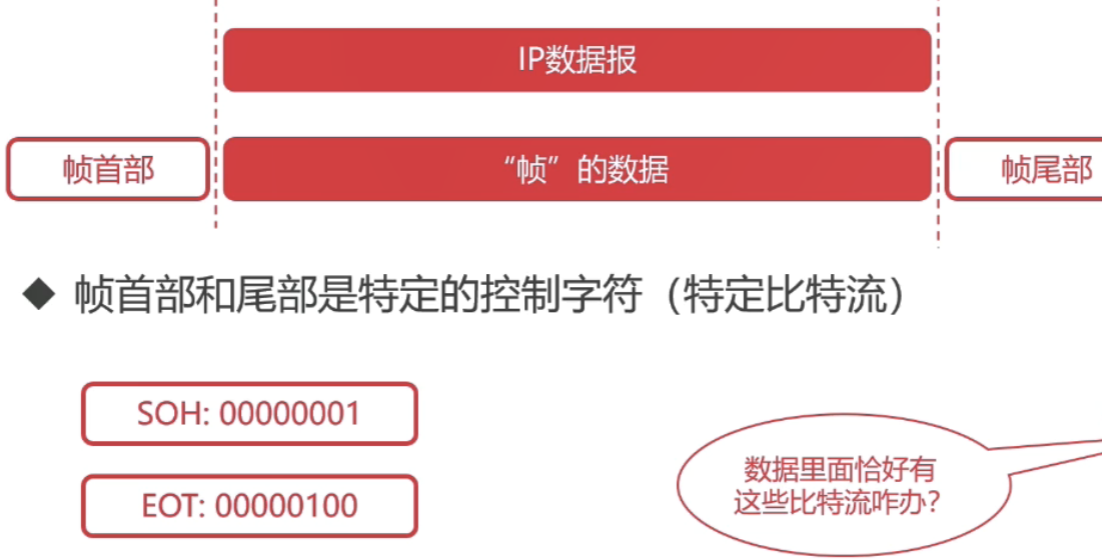 IP数据报
帧首部
“帧”的数据
帧尾部
帧首部和尾部是特定的控制字符（特定比特流）
SOH: 00000001
EOT: 00000100
数据里面恰好有
这些比特流咋办?